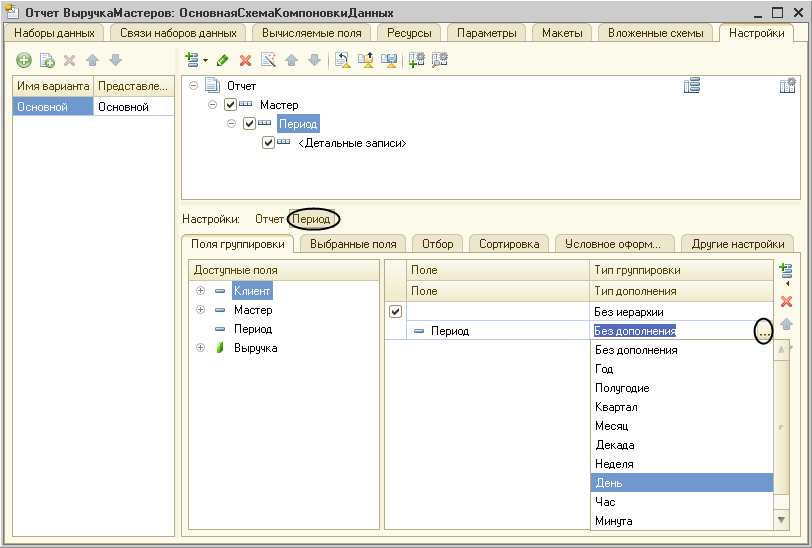 Отчет ВыручкаМастеров: ОсновнаяСхемаКомпоновкиДанных
Наборы данных Связи наборов данных Вычисляемые поля Ресурсы Параметры Макеты Вложенные схемы Настройки
Имя варианта Представле...
Основной Основной
Отчет
Мастер
Период
<Детальные записи>
Настройки: Отчет Период
Поля группировки Выбранные поля Отбор Сортировка Условное оформ... Другие настройки
Доступные поля
Клиент
Мастер
Период
Выручка
Поле Тип группировки
Поле Тип дополнения
Без иерархии
Период Без дополнения ...
Без дополнения
Год
Полугодие
Квартал
Месяц
Декада
Неделя
День
Час
Минута